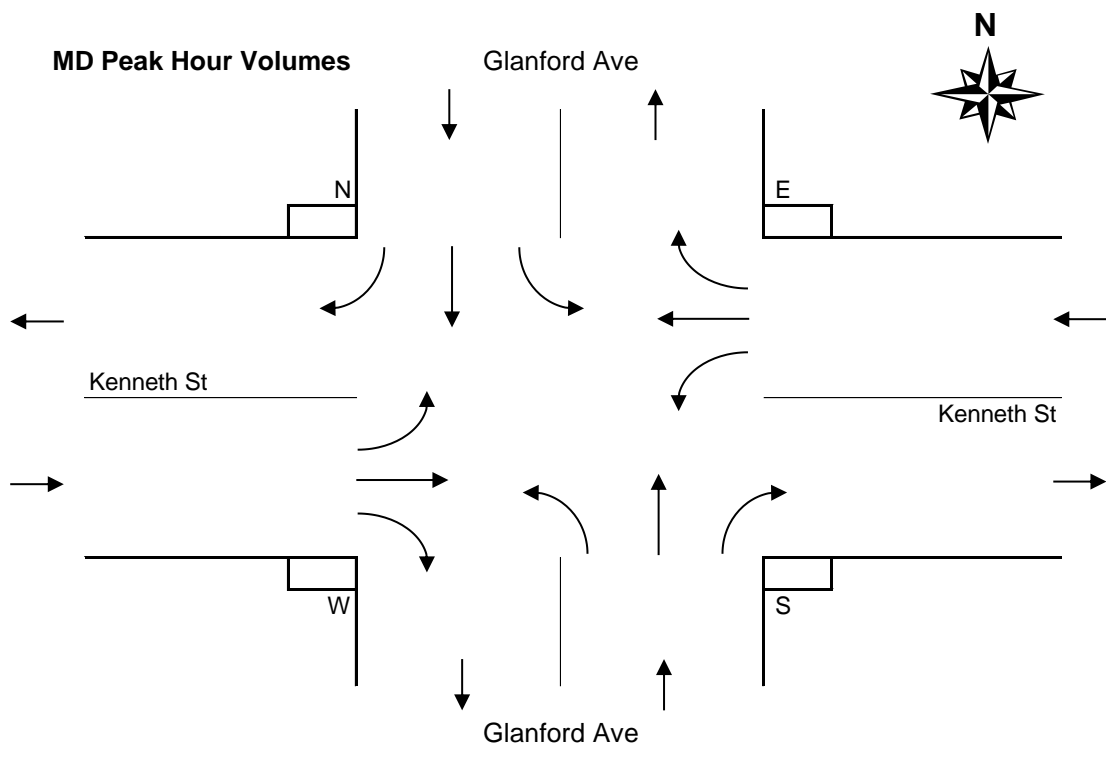 N
MD Peak Hour Volumes
Glanford Ave
N
E
Kenneth St
Kenneth St
W
S
Glanford Ave